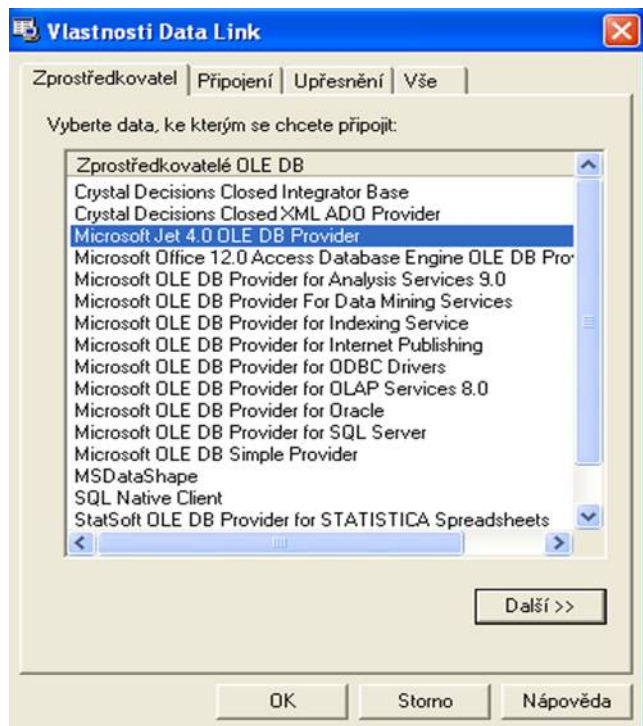 Vlastnosti Data Link
Zprostředkovatel Připojení Upřesnění Vše
Vyberte data, ke kterým se chcete připojit:
Zprostředkovatelé OLE DB
Crystal Decisions Closed Integrator Base
Crystal Decisions Closed XML ADO Provider
Microsoft Jet 4.0 OLE DB Provider
Microsoft Office 12.0 Access Database Engine OLE DB Pro
Microsoft OLE DB Provider for Analysis Services 9.0
Microsoft OLE DB Provider For Data Mining Services
Microsoft OLE DB Provider for Indexing Service
Microsoft OLE DB Provider for Internet Publishing
Microsoft OLE DB Provider for ODBC Drivers
Microsoft OLE DB Provider for OLAP Services 8.0
Microsoft OLE DB Provider for Oracle
Microsoft OLE DB Provider for SQL Server
Microsoft OLE DB Simple Provider
MSDataShape
SQL Native Client
StatSoft OLE DB Provider for STATISTICA Spreadsheets
Další >>
OK Storno Nápověda